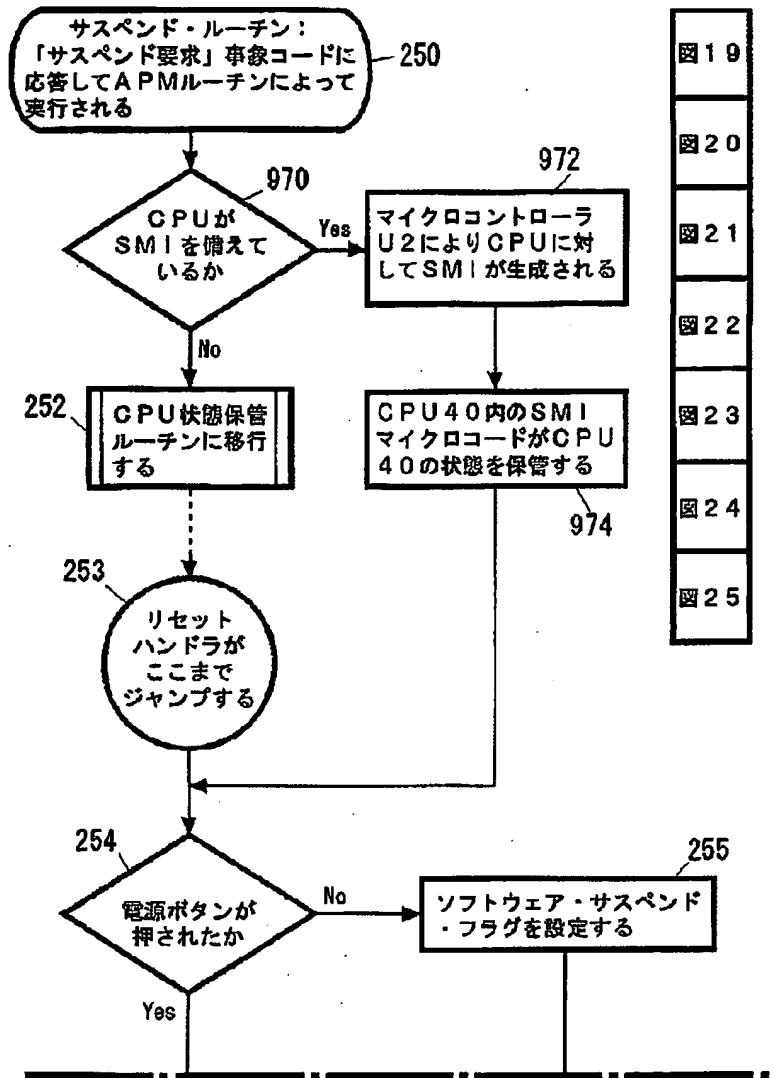 サスペンド・ルーチン：
「サスペンド要求」事象コードに
応答してＡＰＭルーチンによって
実行される
250
970
ＣＰＵが
ＳＭＩを備えて
いるか
Yes
No
972
マイクロコントローラ
Ｕ２によりＣＰＵに対
してＳＭＩが生成される
252
ＣＰＵ状態保管
ルーチンに移行
する
ＣＰＵ４０内のＳＭＩ
マイクロコードがＣＰＵ
４０の状態を保管する
974
253
リセット
ハンドラが
ここまで
ジャンプする
254
電源ボタンが
押されたか
No
Yes
255
ソフトウェア・サスペンド
・フラグを設定する
図１９
図２０
図２１
図２２
図２３
図２４
図２５